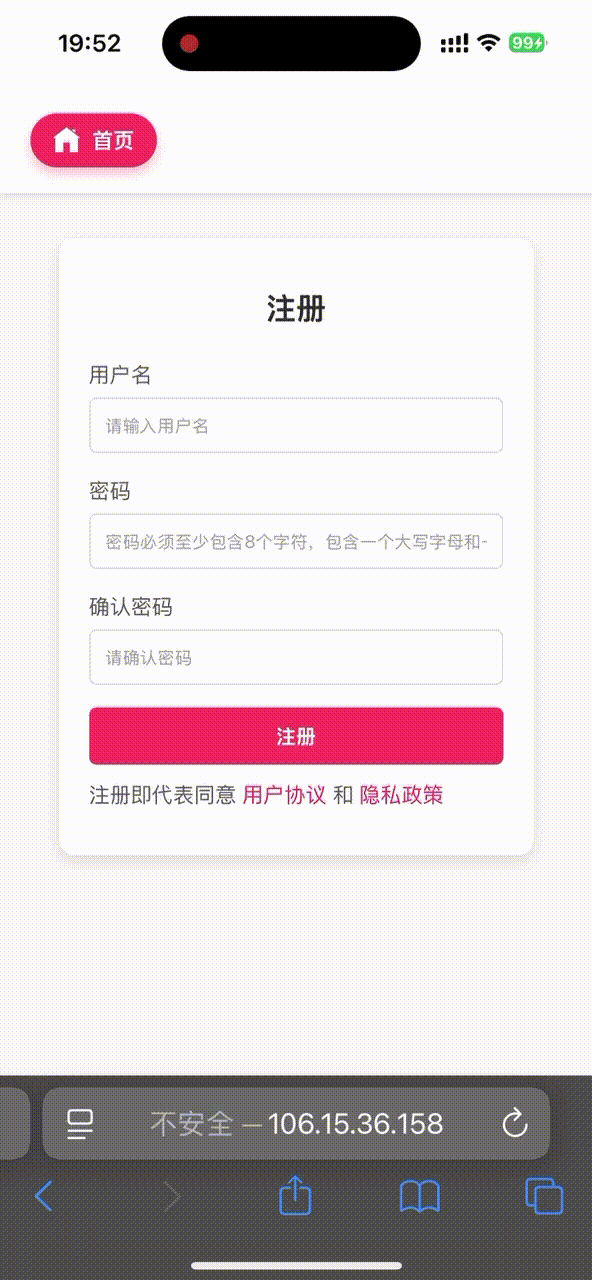 19:52
99
首页
注册
用户名
请输入用户名
密码
密码必须至少包含8个字符，包含一个大写字母和
确认密码
请确认密码
注册
注册即代表同意 用户协议 和 隐私政策
不安全 — 106.15.36.158